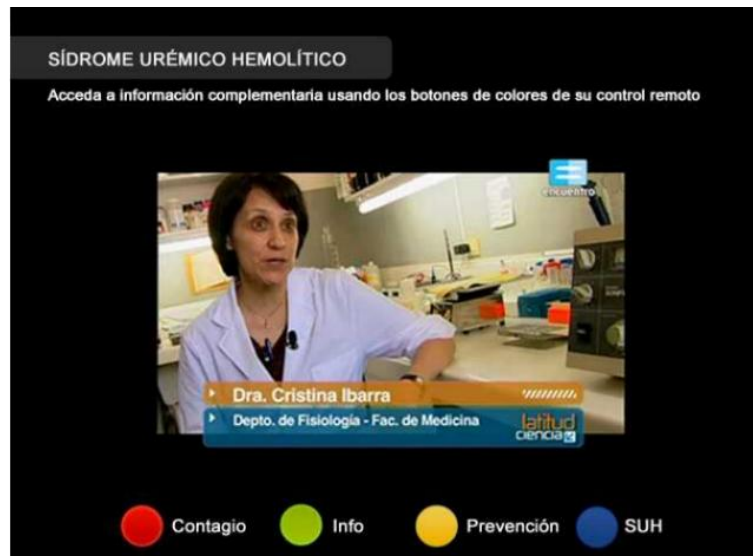 SÍDROME URÉMICO HEMOLÍTICO
Acceda a información complementaria usando los botones de colores de su control remoto
encuentro
Dra. Cristina Ibarra
Depto. de Fisiología - Fac. de Medicina
latitud
ciencia
Contagio
Info
Prevención
SUH